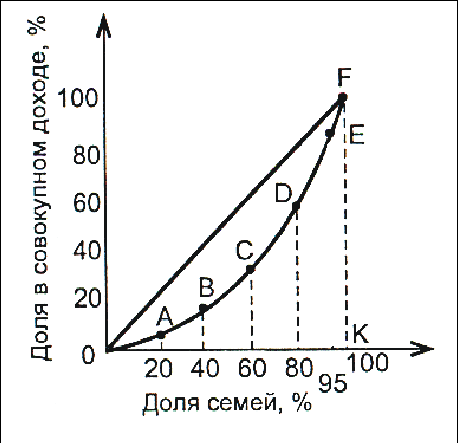 Доля в совокупном доходе, %
100
80
60
40
20
0
F
E
D
C
B
A
K
20 40 60 80 95 100
Доля семей, %